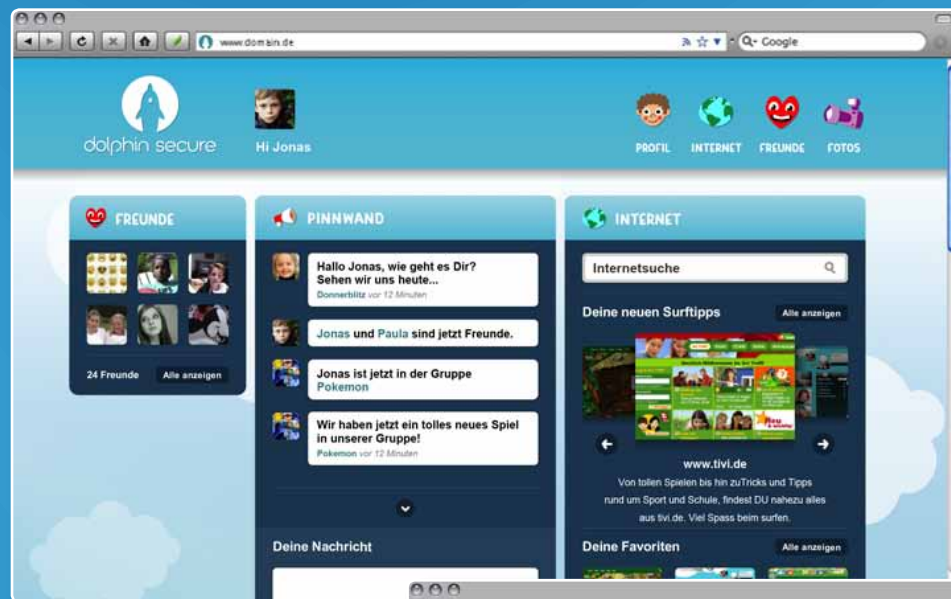 www.domain.de
Google
dolphin secure
Hi Jonas
PROFIL
INTERNET
FREUNDE
FOTOS
FREUNDE
24 Freunde
Alle anzeigen
PINNWAND
Hallo Jonas, wie geht es Dir?
Sehen wir uns heute...
Donnerblitz vor 12 Minuten
Jonas und Paula sind jetzt Freunde.
Jonas ist jetzt in der Gruppe
Pokemon
Wir haben jetzt ein tolles neues Spiel
in unserer Gruppe!
Pokemon vor 12 Minuten
Deine Nachricht
INTERNET
Internetsuche
Deine neuen Surftipps
Alle anzeigen
Neu
www.tivi.de
Von tollen Spielen bis hin zuTricks und Tipps
rund um Sport und Schule, findest DU nahezu alles
aus tivi.de. Viel Spass beim surfen.
Deine Favoriten
Alle anzeigen